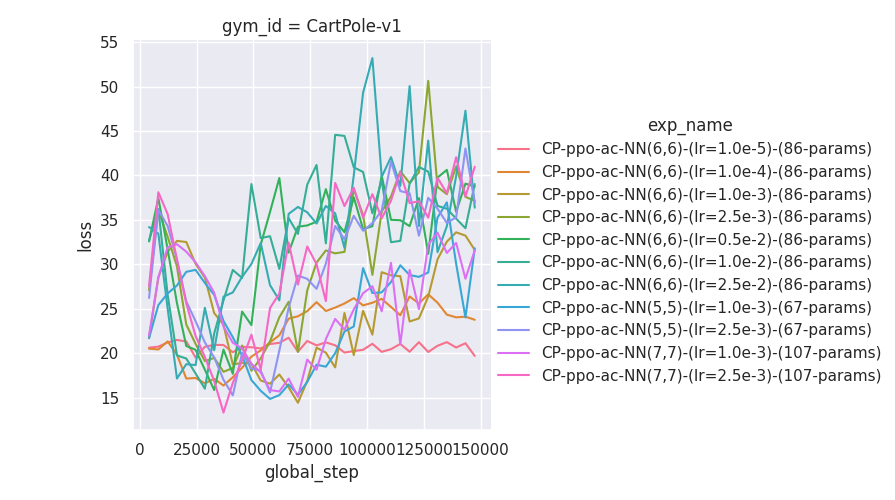 gym_id = CartPole-v1
55
50
45
40
35
30
25
20
15
loss
0 25000 50000 75000 100000 125000 150000
global_step
exp_name
CP-ppo-ac-NN(6,6)-(lr=1.0e-5)-(86-params)
CP-ppo-ac-NN(6,6)-(lr=1.0e-4)-(86-params)
CP-ppo-ac-NN(6,6)-(lr=1.0e-3)-(86-params)
CP-ppo-ac-NN(6,6)-(lr=2.5e-3)-(86-params)
CP-ppo-ac-NN(6,6)-(lr=0.5e-2)-(86-params)
CP-ppo-ac-NN(6,6)-(lr=1.0e-2)-(86-params)
CP-ppo-ac-NN(6,6)-(lr=2.5e-2)-(86-params)
CP-ppo-ac-NN(5,5)-(lr=1.0e-3)-(67-params)
CP-ppo-ac-NN(5,5)-(lr=2.5e-3)-(67-params)
CP-ppo-ac-NN(7,7)-(lr=1.0e-3)-(107-params)
CP-ppo-ac-NN(7,7)-(lr=2.5e-3)-(107-params)